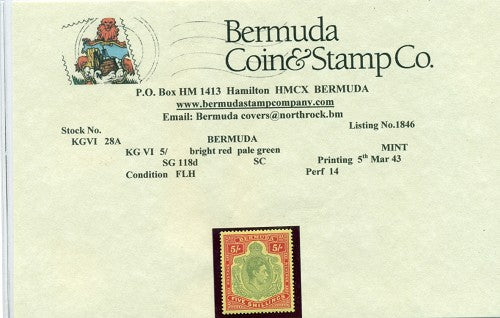 Bermuda
Coin&Stamp Co.
P.O. Box HM 1413 Hamilton HMCX BERMUDA
www.bermudastampcompany.com
Email: Bermuda covers@northrock.bm
Stock No. Listing No.1846
KGVI 28A BERMUDA MINT
KG VI 5/ bright red pale green
SG 118d SC Printing 5th Mar 43
Condition FLH Perf 14
BERMUDA
5/- 5/-
FIVE SHILLINGS